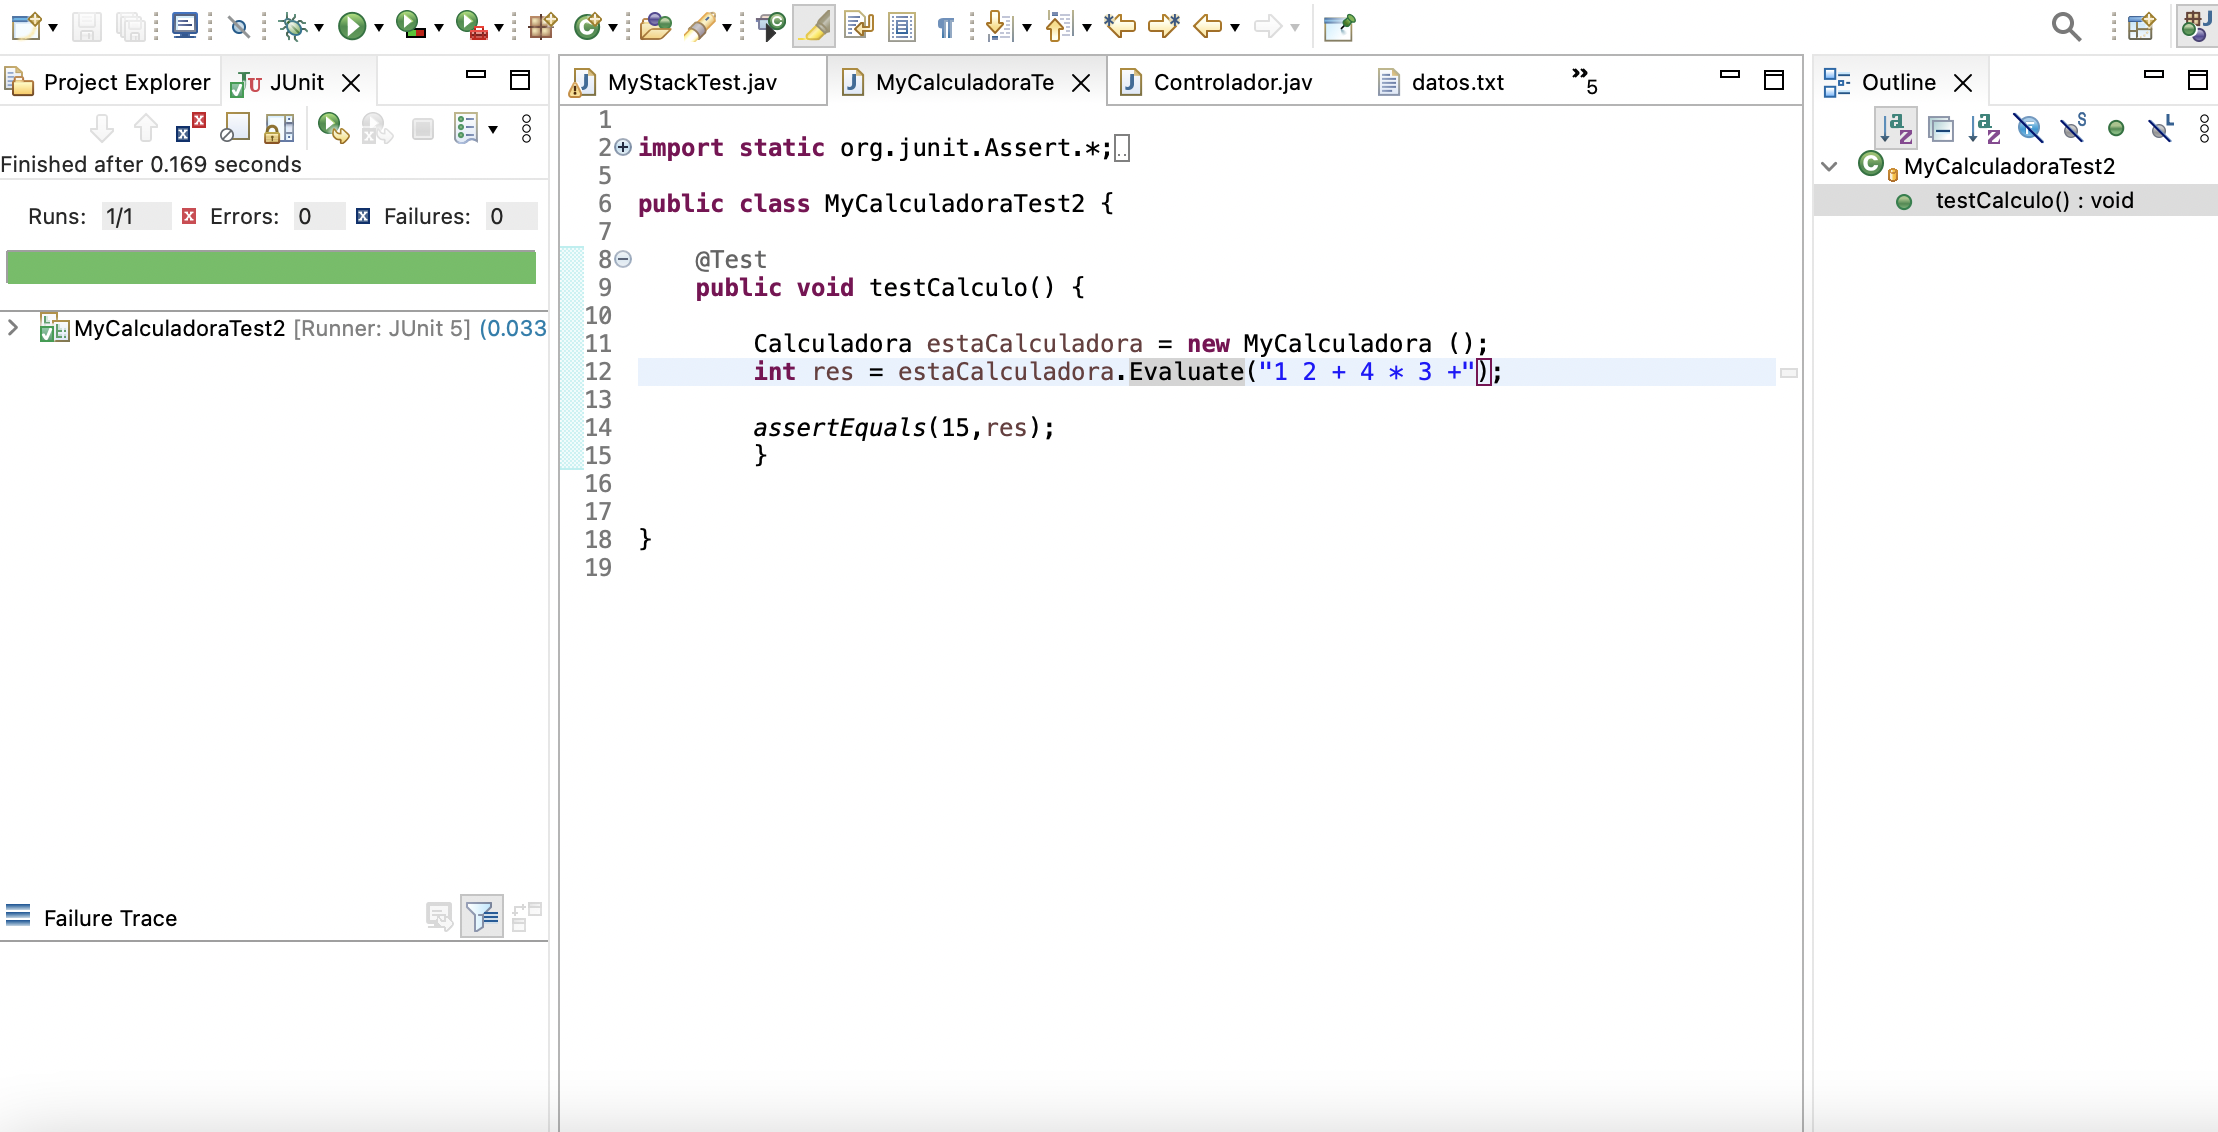 Project Explorer
JUnit
Finished after 0.169 seconds
Runs: 1/1 Errors: 0 Failures: 0
MyCalculadoraTest2 [Runner: JUnit 5] (0.033
Failure Trace
MyStackTest.jav
MyCalculadoraTe
Controlador.jav
datos.txt
»5
1
2 import static org.junit.Assert.*;
5
6 public class MyCalculadoraTest2 {
7
8 @Test
9 public void testCalculo() {
10
11 Calculadora estaCalculadora = new MyCalculadora ();
12 int res = estaCalculadora.Evaluate("1 2 + 4 * 3 +");
13
14 assertEquals(15,res);
15 }
16
17
18 }
19
Outline
MyCalculadoraTest2
testCalculo() : void